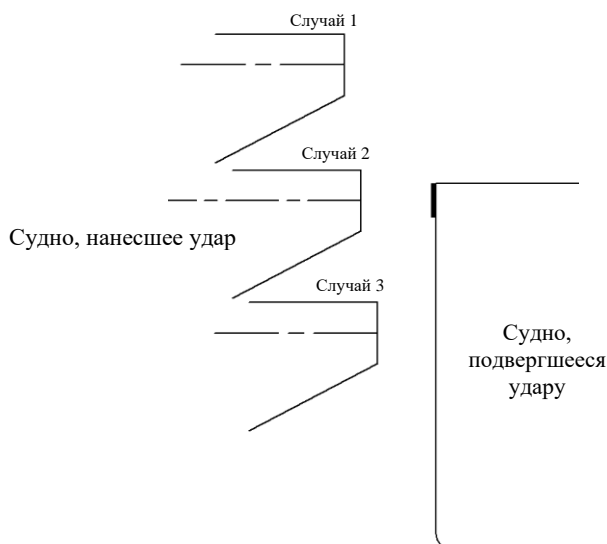 Случай 1
Случай 2
Судно, нанесшее удар
Случай 3
Судно,
подвергшееся
удару